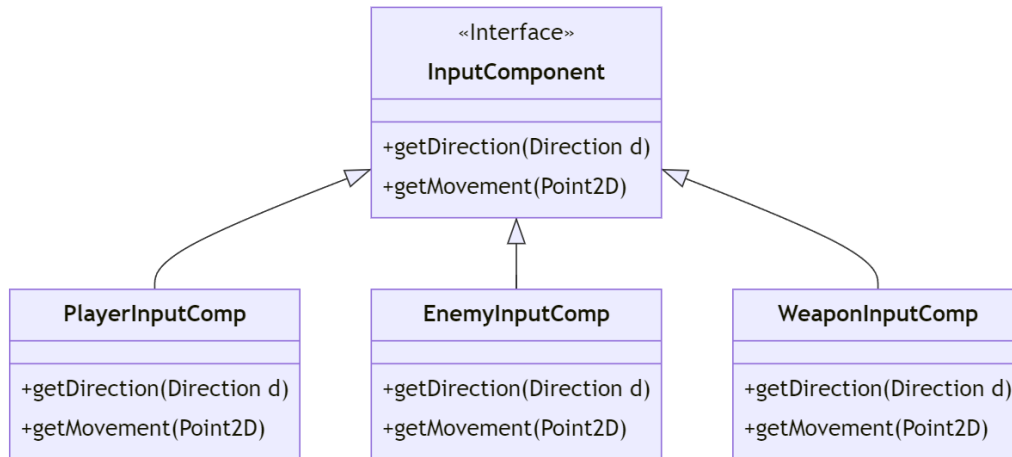 «Interface»
InputComponent
+getDirection(Direction d)
+getMovement(Point2D)
PlayerInputComp
+getDirection(Direction d)
+getMovement(Point2D)
EnemyInputComp
+getDirection(Direction d)
+getMovement(Point2D)
WeaponInputComp
+getDirection(Direction d)
+getMovement(Point2D)